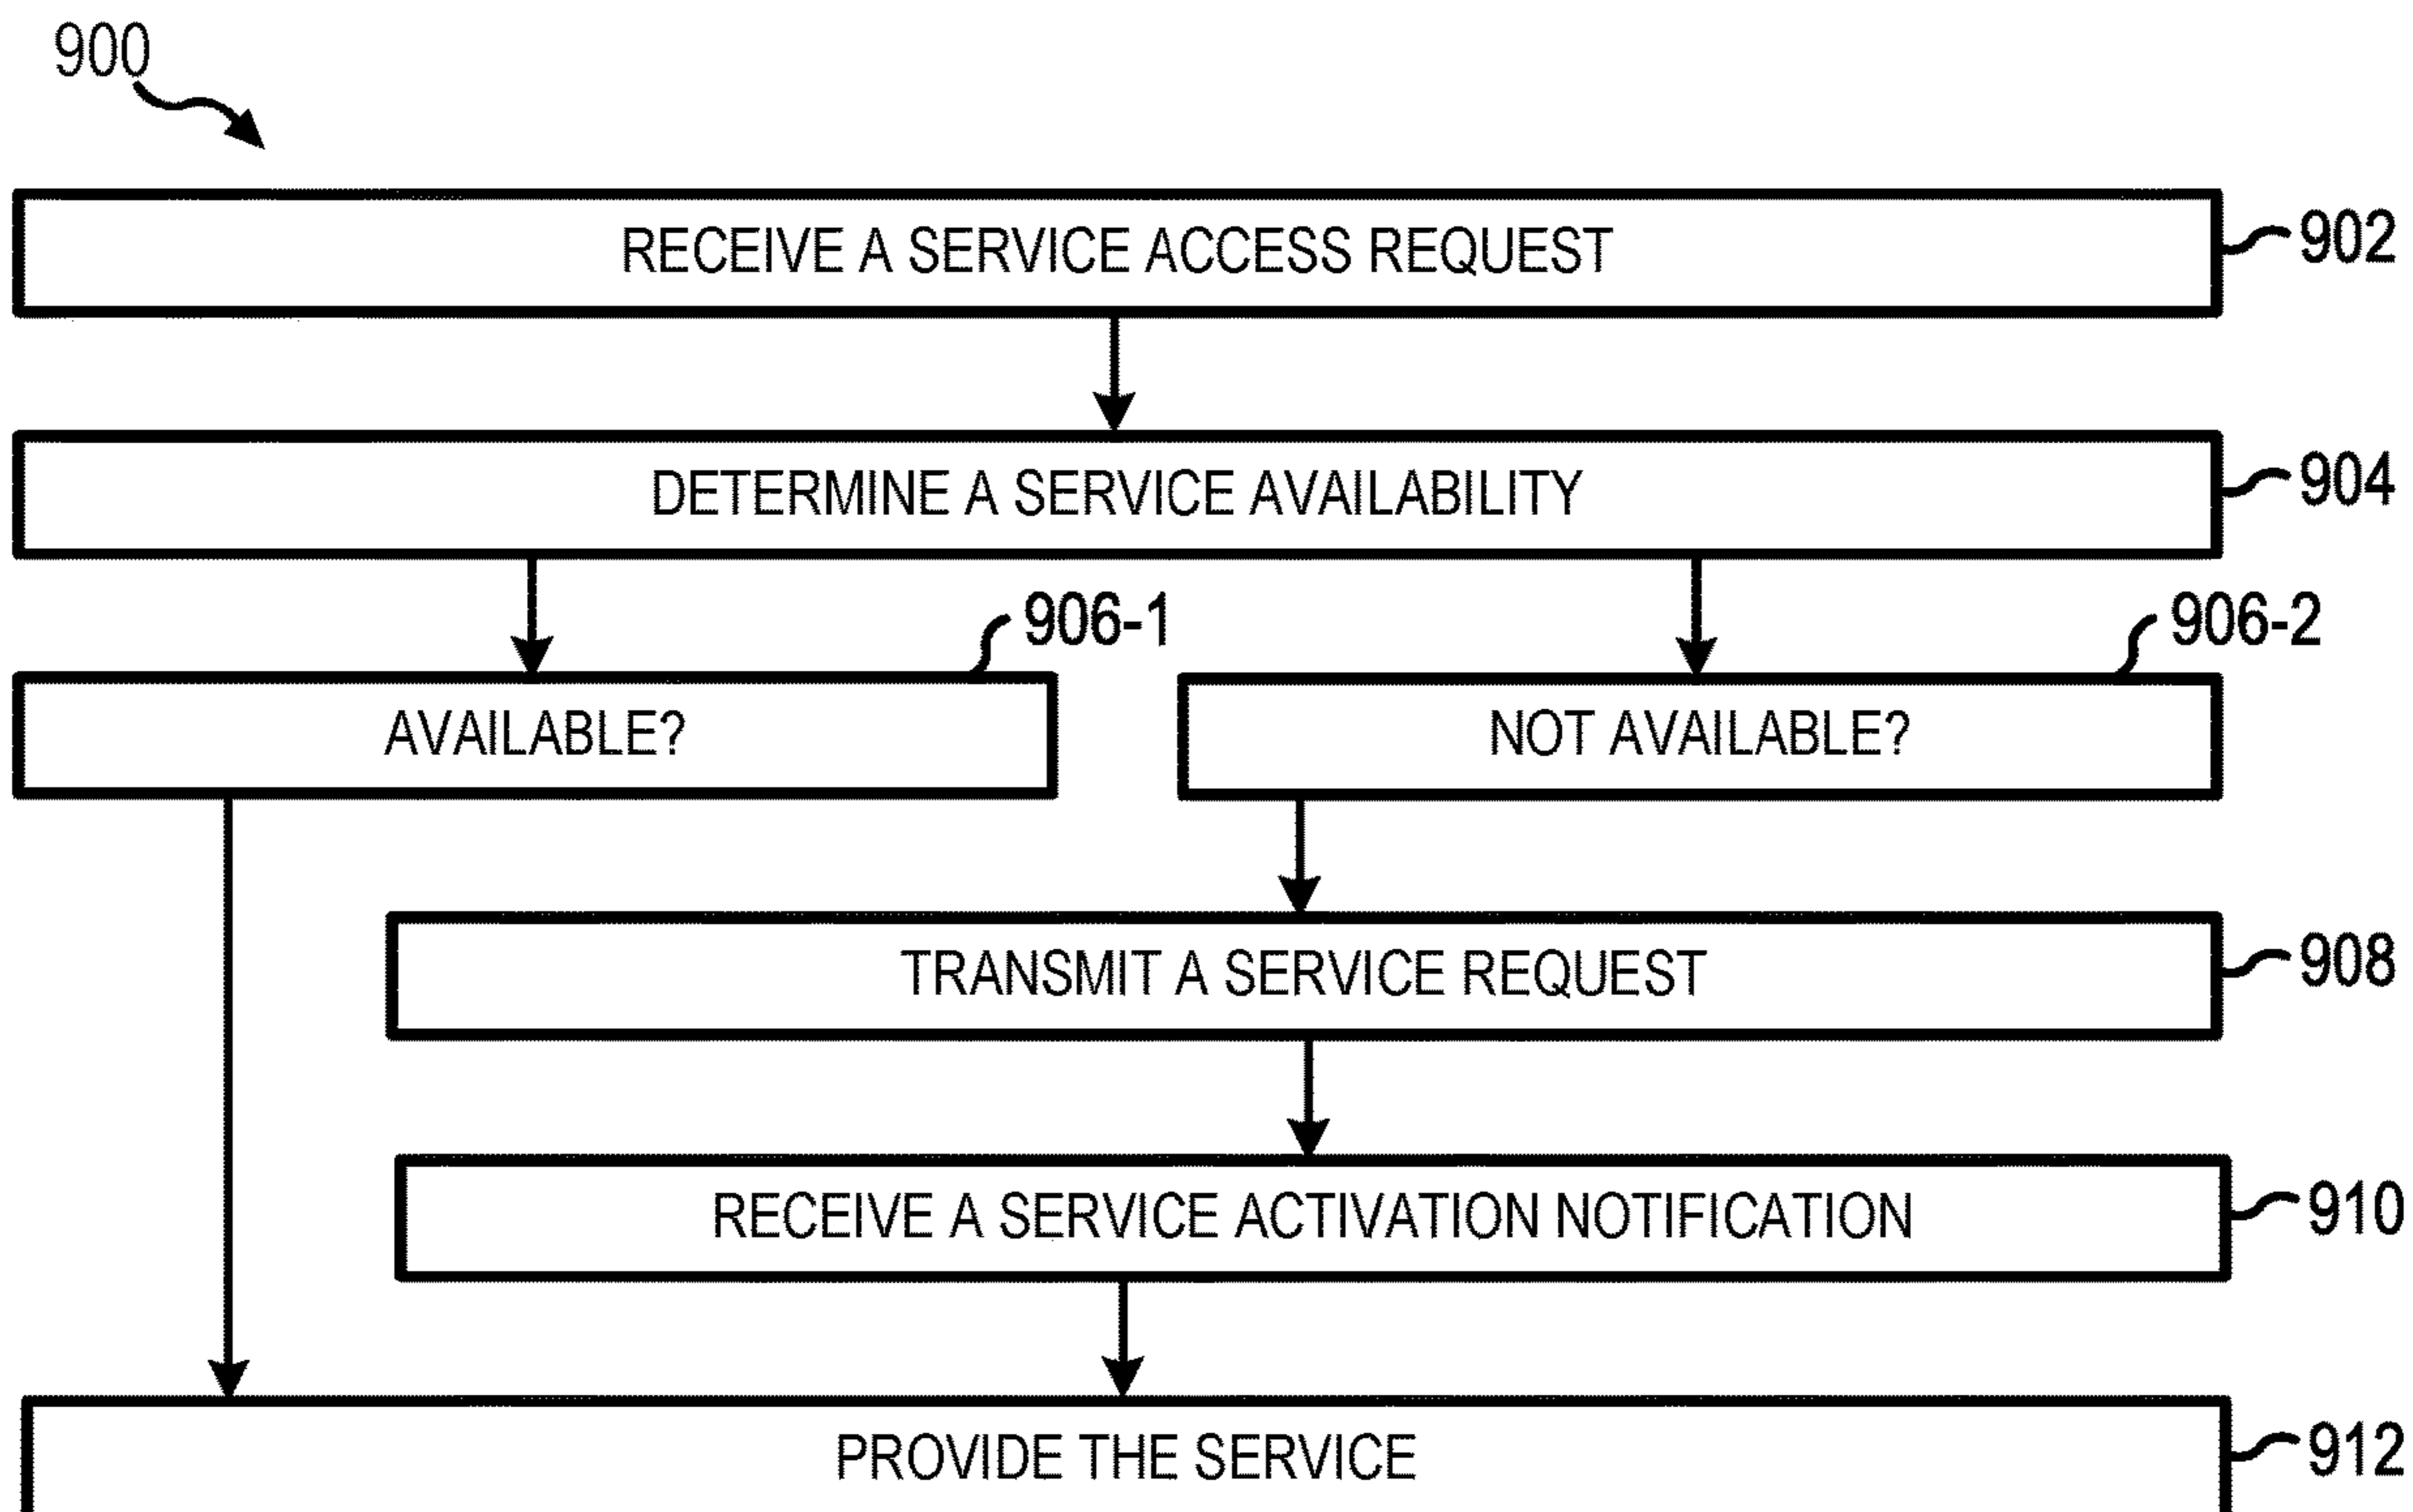 900
RECEIVE A SERVICE ACCESS REQUEST
902
DETERMINE A SERVICE AVAILABILITY
904
906-1
906-2
AVAILABLE?
NOT AVAILABLE?
TRANSMIT A SERVICE REQUEST
908
RECEIVE A SERVICE ACTIVATION NOTIFICATION
910
PROVIDE THE SERVICE
912